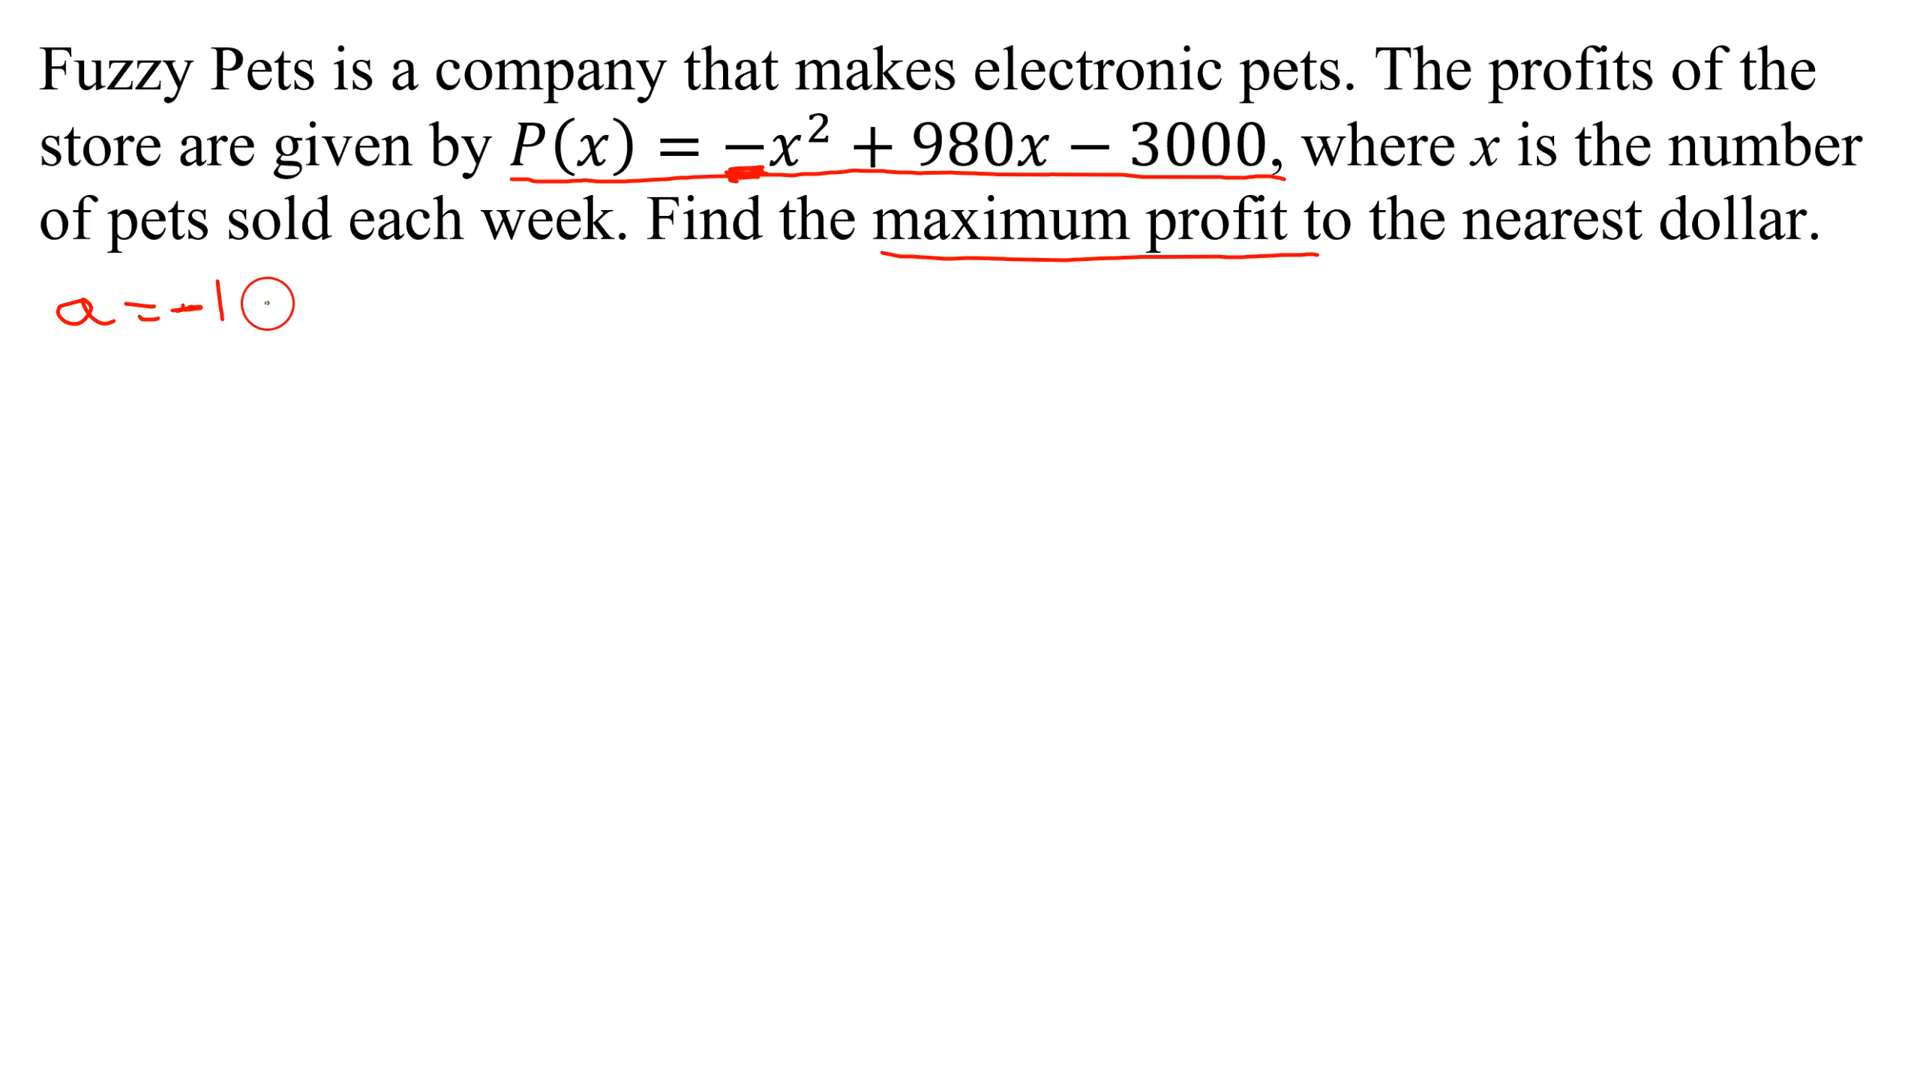 Fuzzy Pets is a company that makes electronic pets. The profits of the
store are given by P(x) = −x² + 980x − 3000, where x is the number
of pets sold each week. Find the maximum profit to the nearest dollar.
a = -1